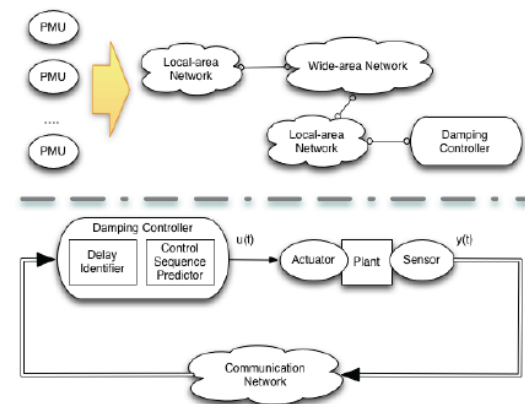 PMU
PMU
....
PMU
Local-area
Network
Wide-area Network
Local-area
Network
Damping
Controller
Damping Controller
Delay
Identifier
Control
Sequence
Predictor
u(t)
Actuator
Plant
Sensor
y(t)
Communication
Network